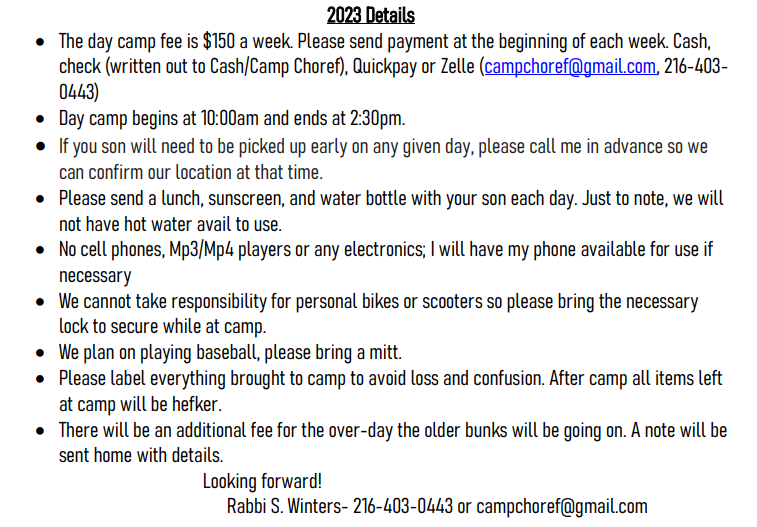 2023 Details
• The day camp fee is $150 a week. Please send payment at the beginning of each week. Cash,
check (written out to Cash/Camp Choref), Quickpay or Zelle (campchoref@gmail.com, 216-403-
0443)
• Day camp begins at 10:00am and ends at 2:30pm.
• If you son will need to be picked up early on any given day, please call me in advance so we
can confirm our location at that time.
• Please send a lunch, sunscreen, and water bottle with your son each day. Just to note, we will
not have hot water avail to use.
• No cell phones, Mp3/Mp4 players or any electronics; I will have my phone available for use if
necessary
• We cannot take responsibility for personal bikes or scooters so please bring the necessary
lock to secure while at camp.
• We plan on playing baseball, please bring a mitt.
• Please label everything brought to camp to avoid loss and confusion. After camp all items left
at camp will be hefker.
• There will be an additional fee for the over-day the older bunks will be going on. A note will be
sent home with details.
Looking forward!
Rabbi S. Winters- 216-403-0443 or campchoref@gmail.com